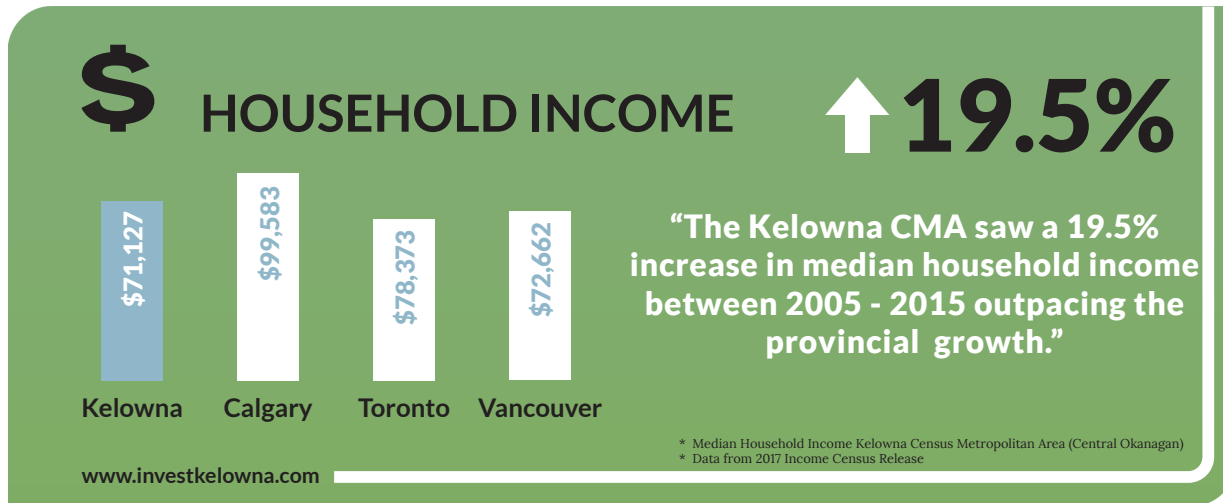 $ HOUSEHOLD INCOME
19.5%
$71,127
$99,583
$78,373
$72,662
Kelowna
Calgary
Toronto
Vancouver
“The Kelowna CMA saw a 19.5%
increase in median household income
between 2005 - 2015 outpacing the
provincial growth.”
* Median Household Income Kelowna Census Metropolitan Area (Central Okanagan)
* Data from 2017 Income Census Release
www.investkelowna.com